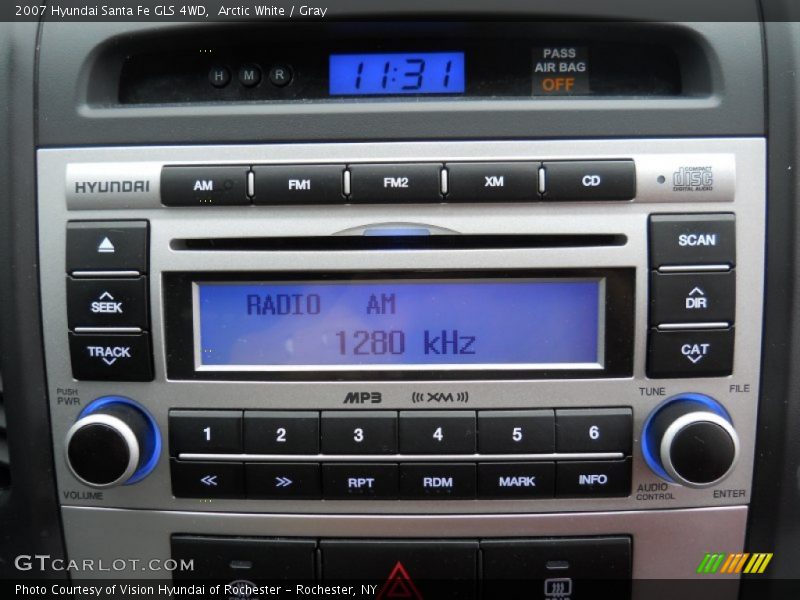 2007 Hyundai Santa Fe GLS 4WD, Arctic White / Gray
H M R
11:31
PASS
AIR BAG
OFF
HYUNDAI
AM FM1 FM2 XM CD
COMPACT
disc
DIGITAL AUDIO
SEEK
TRACK
SCAN
DIR
CAT
RADIO AM
1280 kHz
PUSH
PWR
VOLUME
MP3 ((XM))
TUNE FILE
1 2 3 4 5 6
<< >> RPT RDM MARK INFO
AUDIO
CONTROL
ENTER
GTCARLOT.COM
Photo Courtesy of Vision Hyundai of Rochester - Rochester, NY